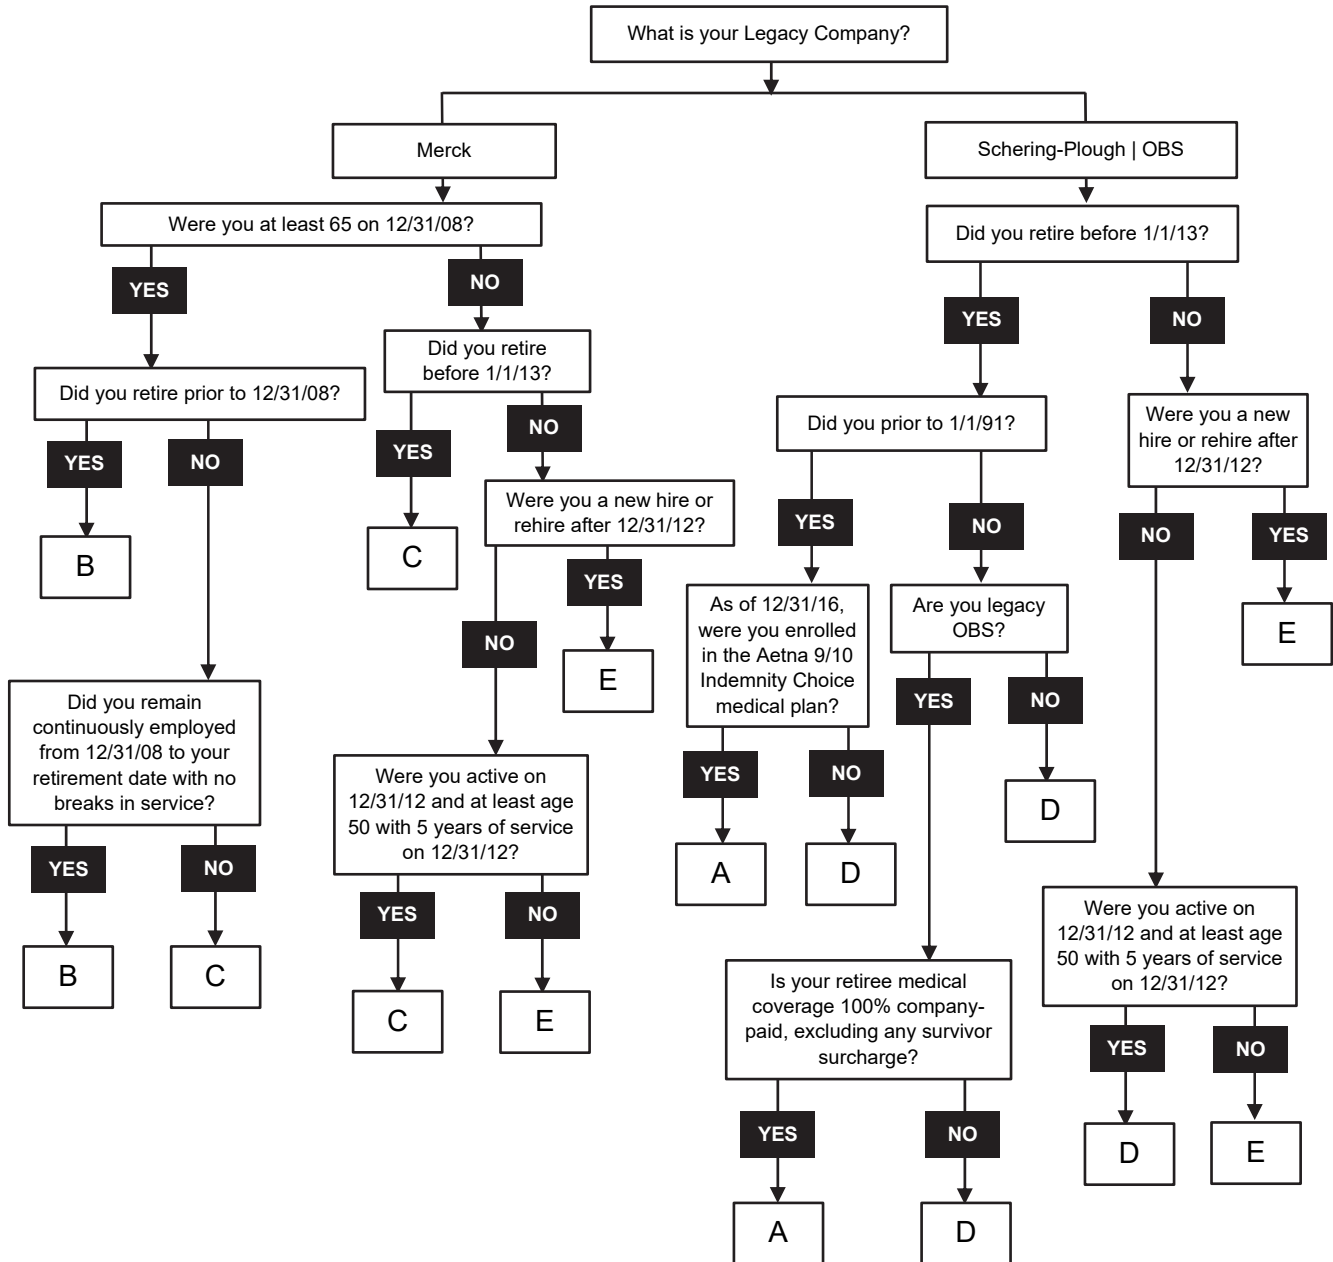 What is your Legacy Company?
Merck
Schering-Plough | OBS
Were you at least 65 on 12/31/08?
Did you retire before 1/1/13?
YES
NO
YES
NO
Did you retire
before 1/1/13?
Did you retire prior to 12/31/08?
Did you prior to 1/1/91?
Were you a new
hire or rehire after
12/31/12?
YES
NO
YES
NO
Were you a new hire or
rehire after 12/31/12?
YES
NO
NO
YES
B
C
As of 12/31/16,
were you enrolled
in the Aetna 9/10
Indemnity Choice
medical plan?
Are you legacy
OBS?
E
NO
YES
E
Did you remain
continuously employed
from 12/31/08 to your
retirement date with no
breaks in service?
YES
NO
Were you active on
12/31/12 and at least age
50 with 5 years of service
on 12/31/12?
YES
NO
D
YES
NO
A
D
YES
NO
Were you active on
12/31/12 and at least age
50 with 5 years of service
on 12/31/12?
B
C
C
E
Is your retiree medical
coverage 100% company-
paid, excluding any survivor
surcharge?
YES
NO
YES
NO
D
E
A
D